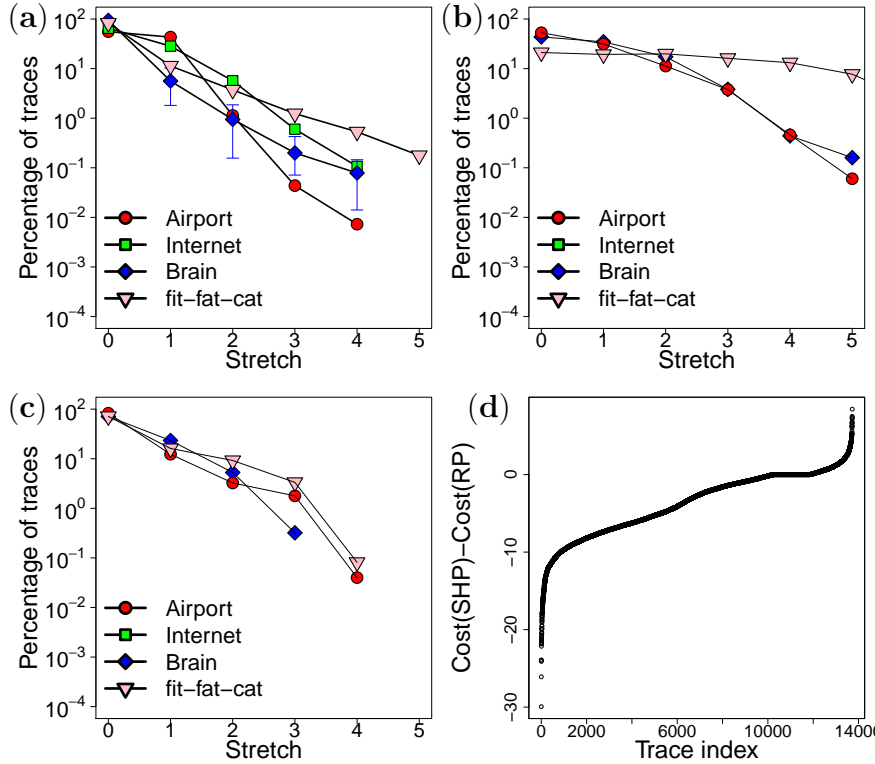 (a)
Percentage of traces
10^2
10^1
10^0
10^−1
10^−2
10^−3
10^−4
Airport
Internet
Brain
fit−fat−cat
0 1 2 3 4 5
Stretch
(b)
Percentage of traces
10^2
10^1
10^0
10^−1
10^−2
10^−3
10^−4
Airport
Internet
Brain
fit−fat−cat
0 1 2 3 4 5
Stretch
(c)
Percentage of traces
10^2
10^1
10^0
10^−1
10^−2
10^−3
10^−4
Airport
Internet
Brain
fit−fat−cat
0 1 2 3 4 5
Stretch
(d)
Cost(SHP)−Cost(RP)
0
−10
−20
−30
0 2000 6000 10000 14000
Trace index